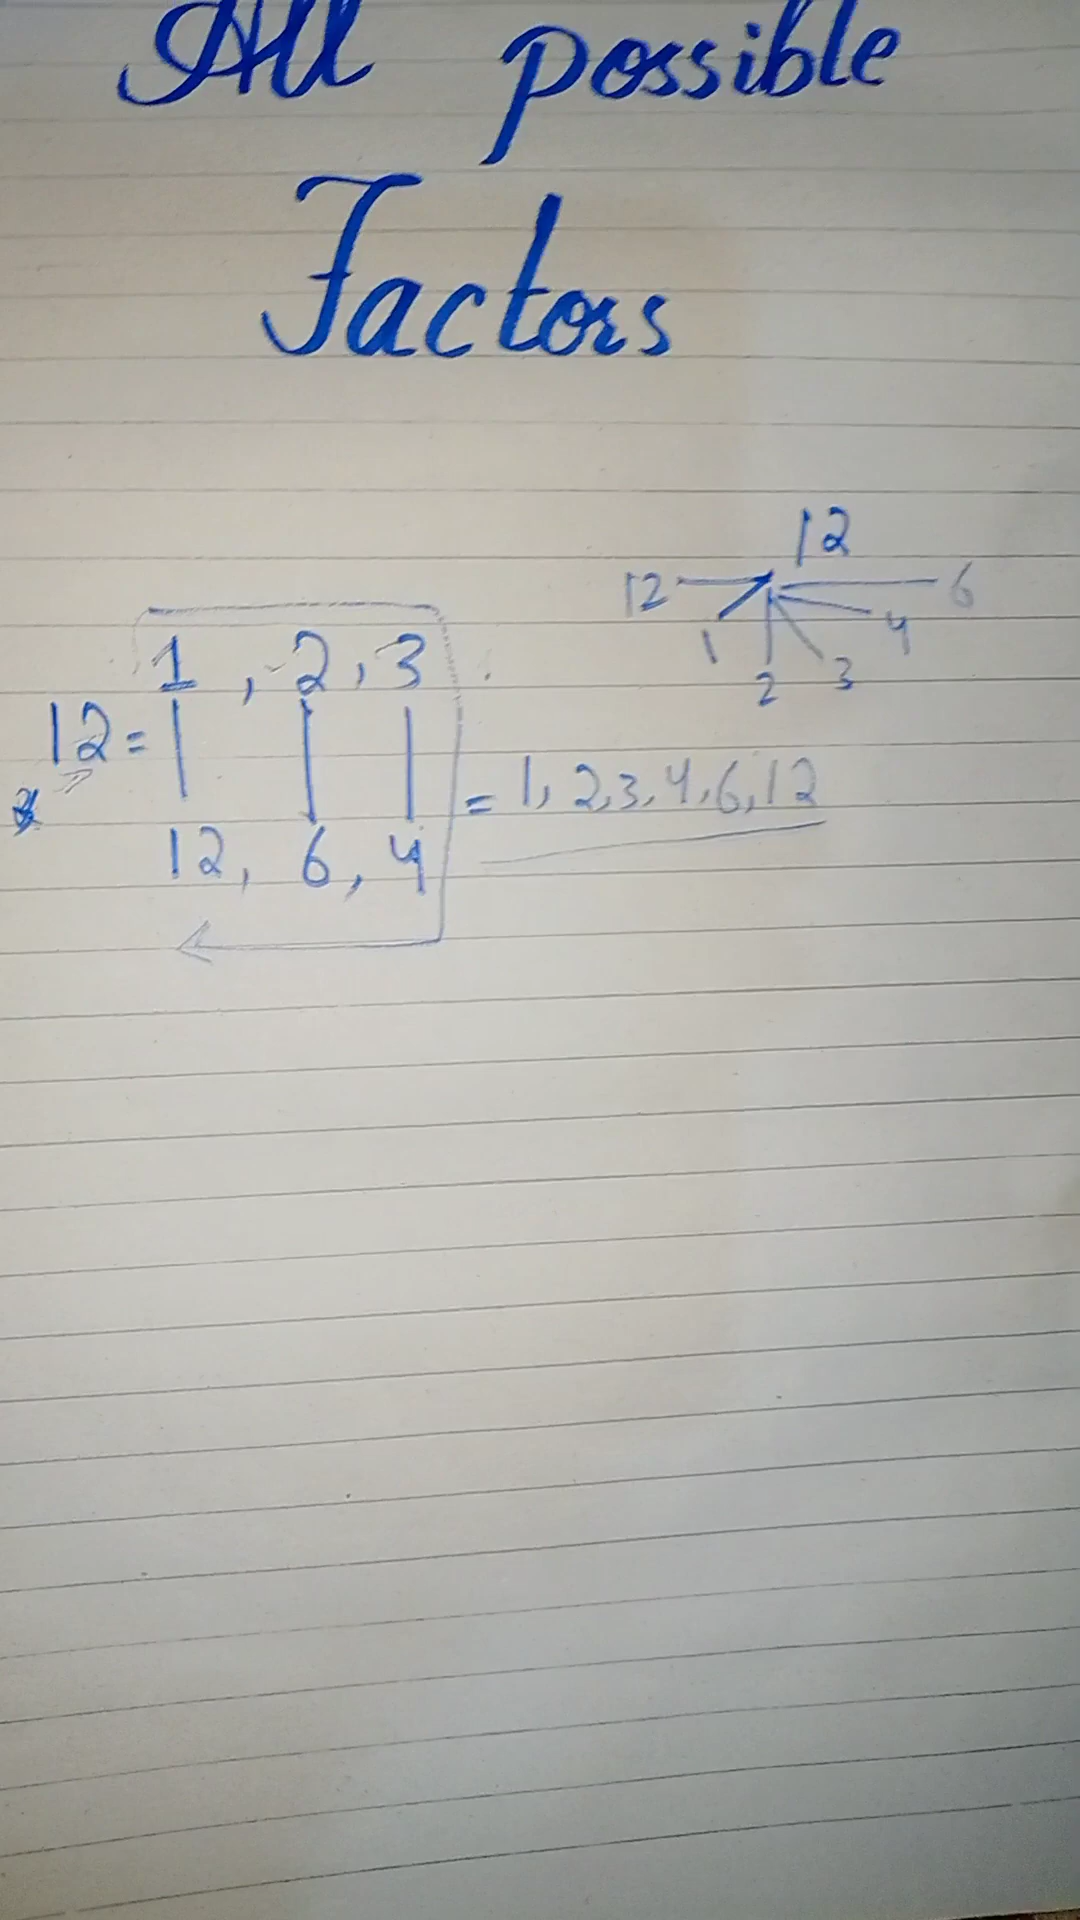 All possible
Factors
12
12 6
1 2 3 4
1, 2, 3
12=
= 1, 2, 3, 4, 6, 12
12, 6, 4